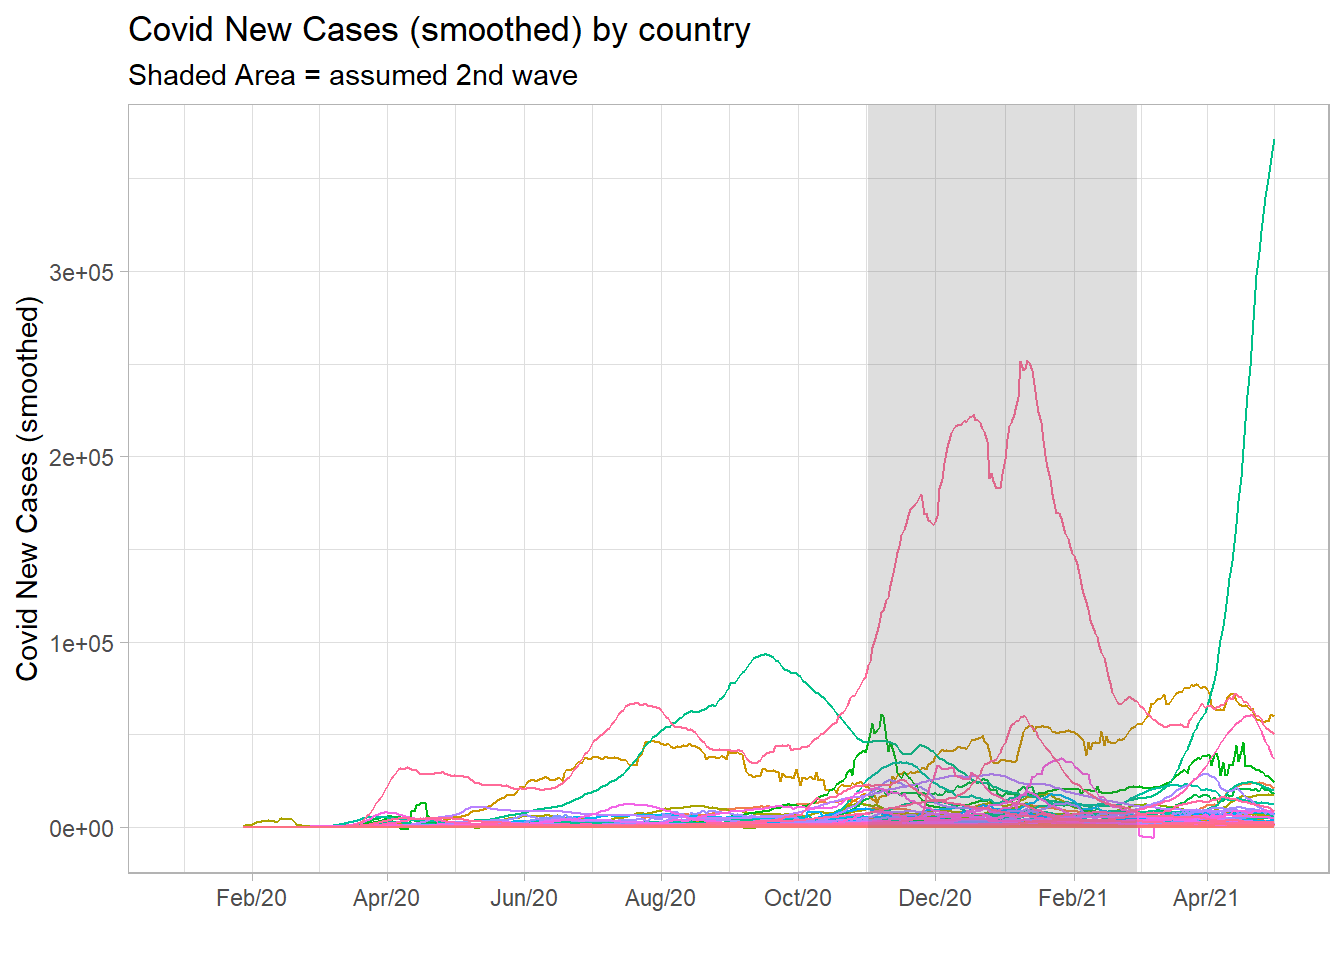 Covid New Cases (smoothed) by country
Shaded Area = assumed 2nd wave
Covid New Cases (smoothed)
3e+05
2e+05
1e+05
0e+00
Feb/20 Apr/20 Jun/20 Aug/20 Oct/20 Dec/20 Feb/21 Apr/21